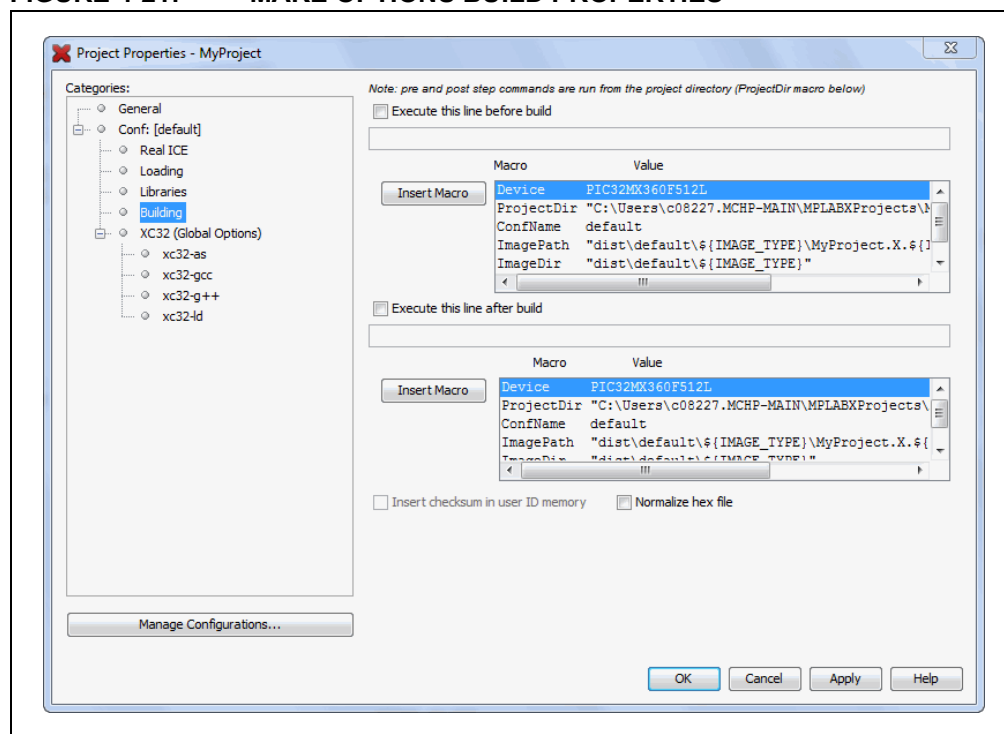 Project Properties - MyProject
Categories:
General
Conf: [default]
Real ICE
Loading
Libraries
Building
XC32 (Global Options)
xc32-as
xc32-gcc
xc32-g++
xc32-ld
Manage Configurations...
Note: pre and post step commands are run from the project directory (ProjectDir macro below)
Execute this line before build
Macro Value
Insert Macro
Device PIC32MX360F512L
ProjectDir "C:\Users\c08227.MCHP-MAIN\MPLABXProjects\M
ConfName default
ImagePath "dist\default\${IMAGE_TYPE}\MyProject.X.${I
ImageDir "dist\default\${IMAGE_TYPE}"
Execute this line after build
Macro Value
Insert Macro
Device PIC32MX360F512L
ProjectDir "C:\Users\c08227.MCHP-MAIN\MPLABXProjects\
ConfName default
ImagePath "dist\default\${IMAGE_TYPE}\MyProject.X.${
ImageDir "dist\default\${IMAGE_TYPE}"
Insert checksum in user ID memory Normalize hex file
OK Cancel Apply Help